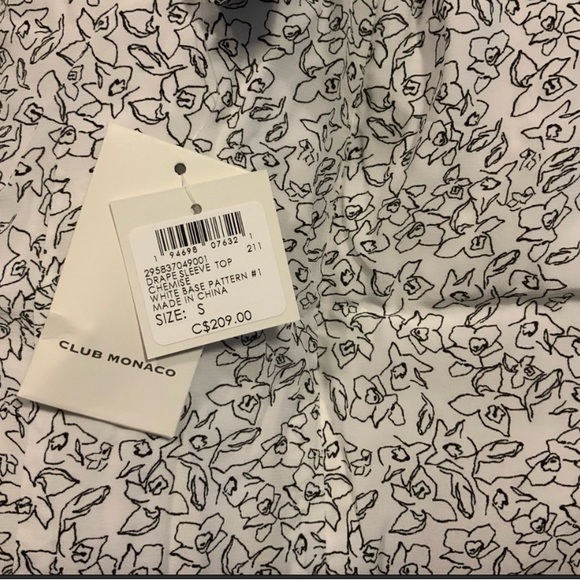 1 94698 07632 1
295837049001 211
DRAPE SLEEVE TOP
CHEMISE
WHITE BASE PATTERN #1
MADE IN CHINA
SIZE: S
C$209.00
CLUB MONACO